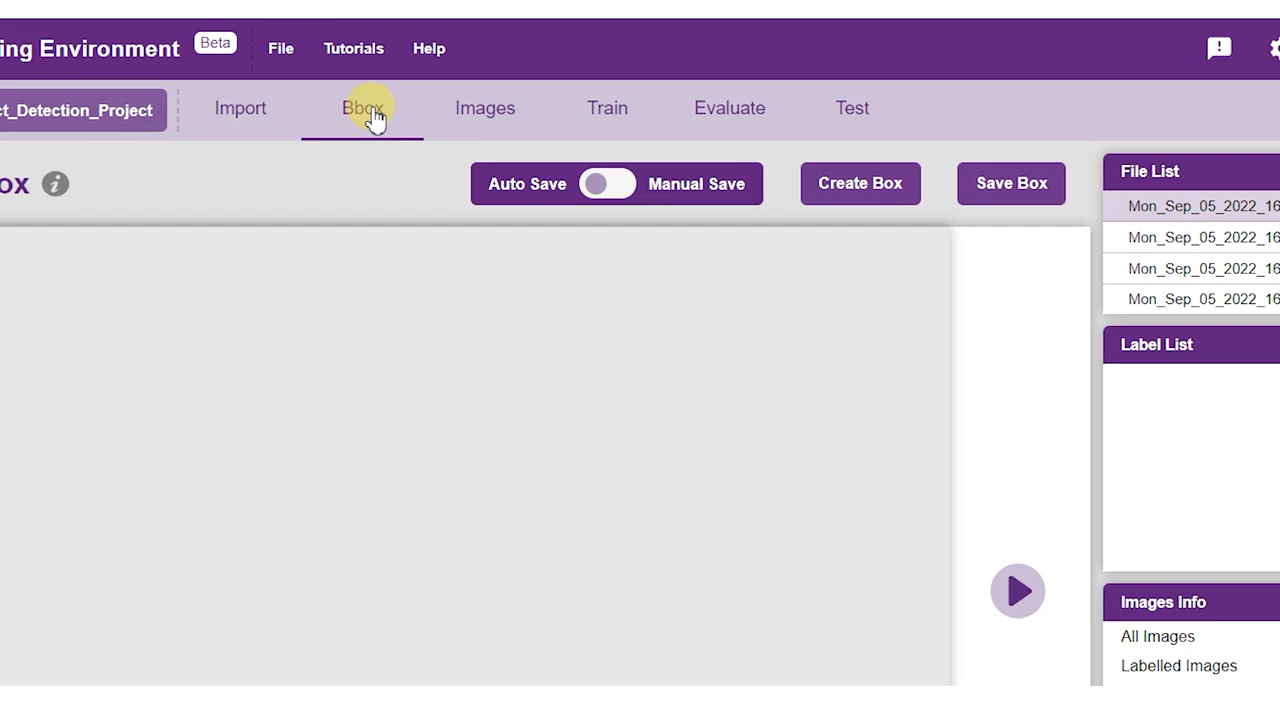 ing Environment Beta File Tutorials Help
ct_Detection_Project Import Bbox Images Train Evaluate Test
ox Auto Save Manual Save Create Box Save Box
File List
Mon_Sep_05_2022_16
Mon_Sep_05_2022_16
Mon_Sep_05_2022_16
Mon_Sep_05_2022_16
Label List
Images Info
All Images
Labelled Images